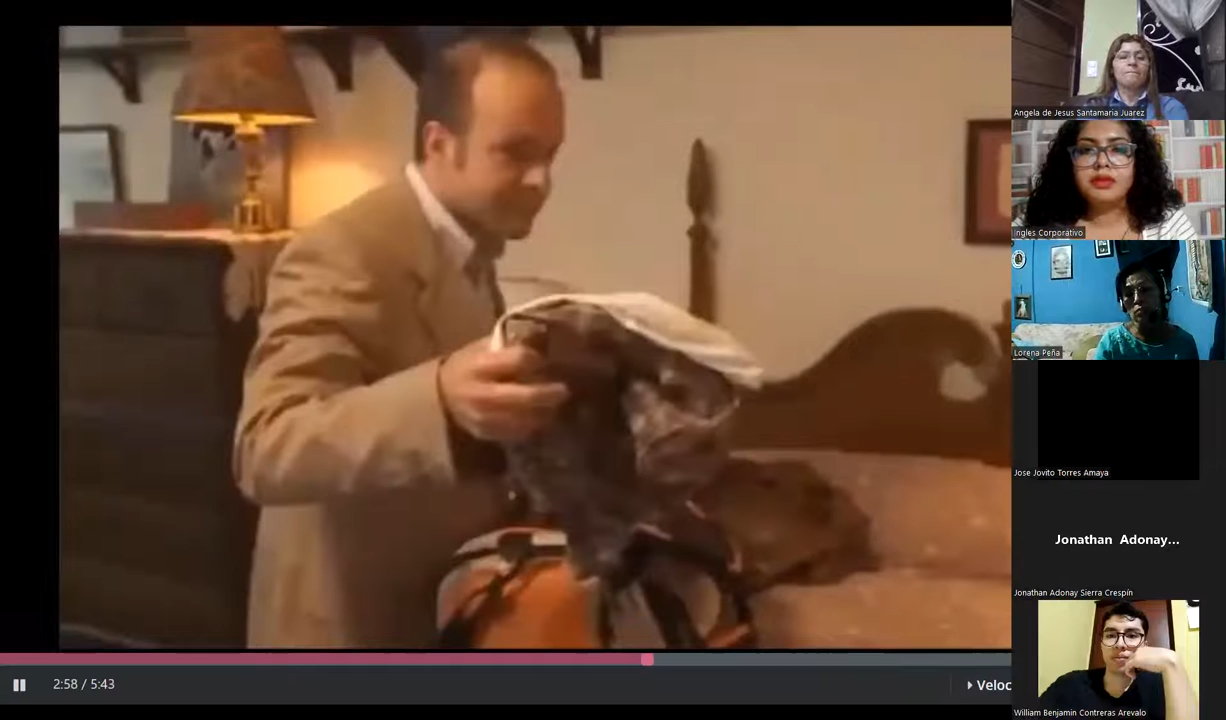 Angela de Jesus Santamaria Juarez
Ingles Corporativo
Lorena Peña
Jose Jovito Torres Amaya
Jonathan Adonay...
Jonathan Adonay Sierra Crespín
William Benjamin Contreras Arevalo
2:58 / 5:43
Veloc